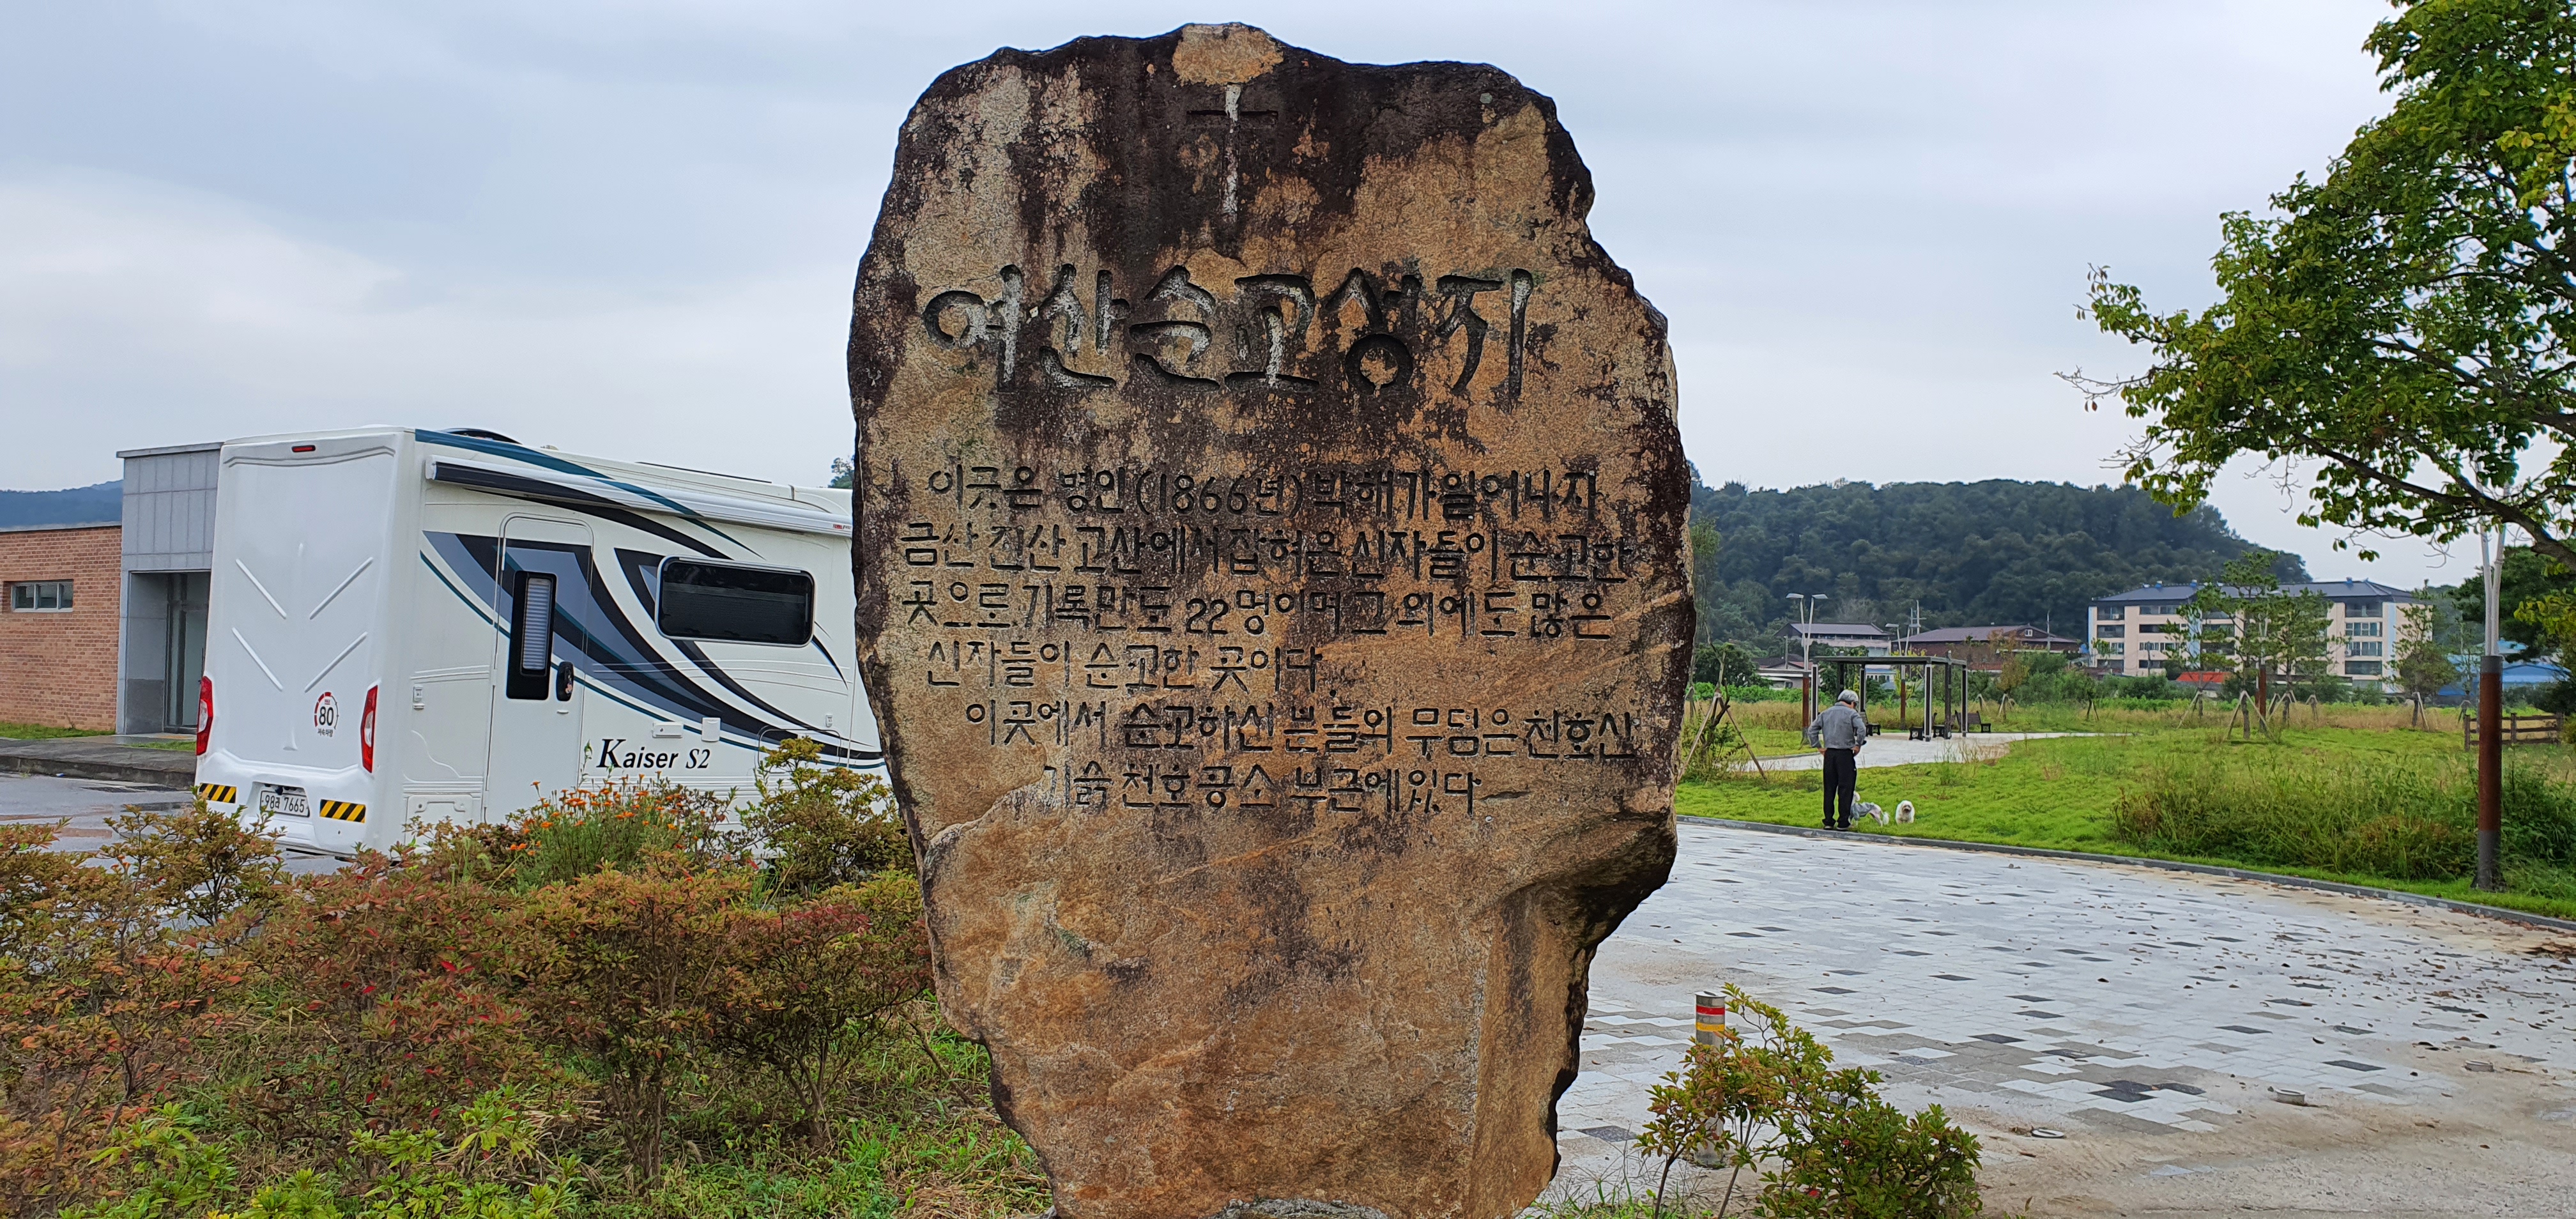 여산순교성지
이곳은 병인(1866년)박해가일어나자
금산 진산 고산에서잡혀온신자들이순교한
곳으로 기록만도 22명이며 그 외에도 많은
신자들이 순교한 곳이다.
이곳에서 순교하신 분들의 무덤은 천호산
기슭 천호공소 부근에있다
Kaiser S2
80
98라 7665